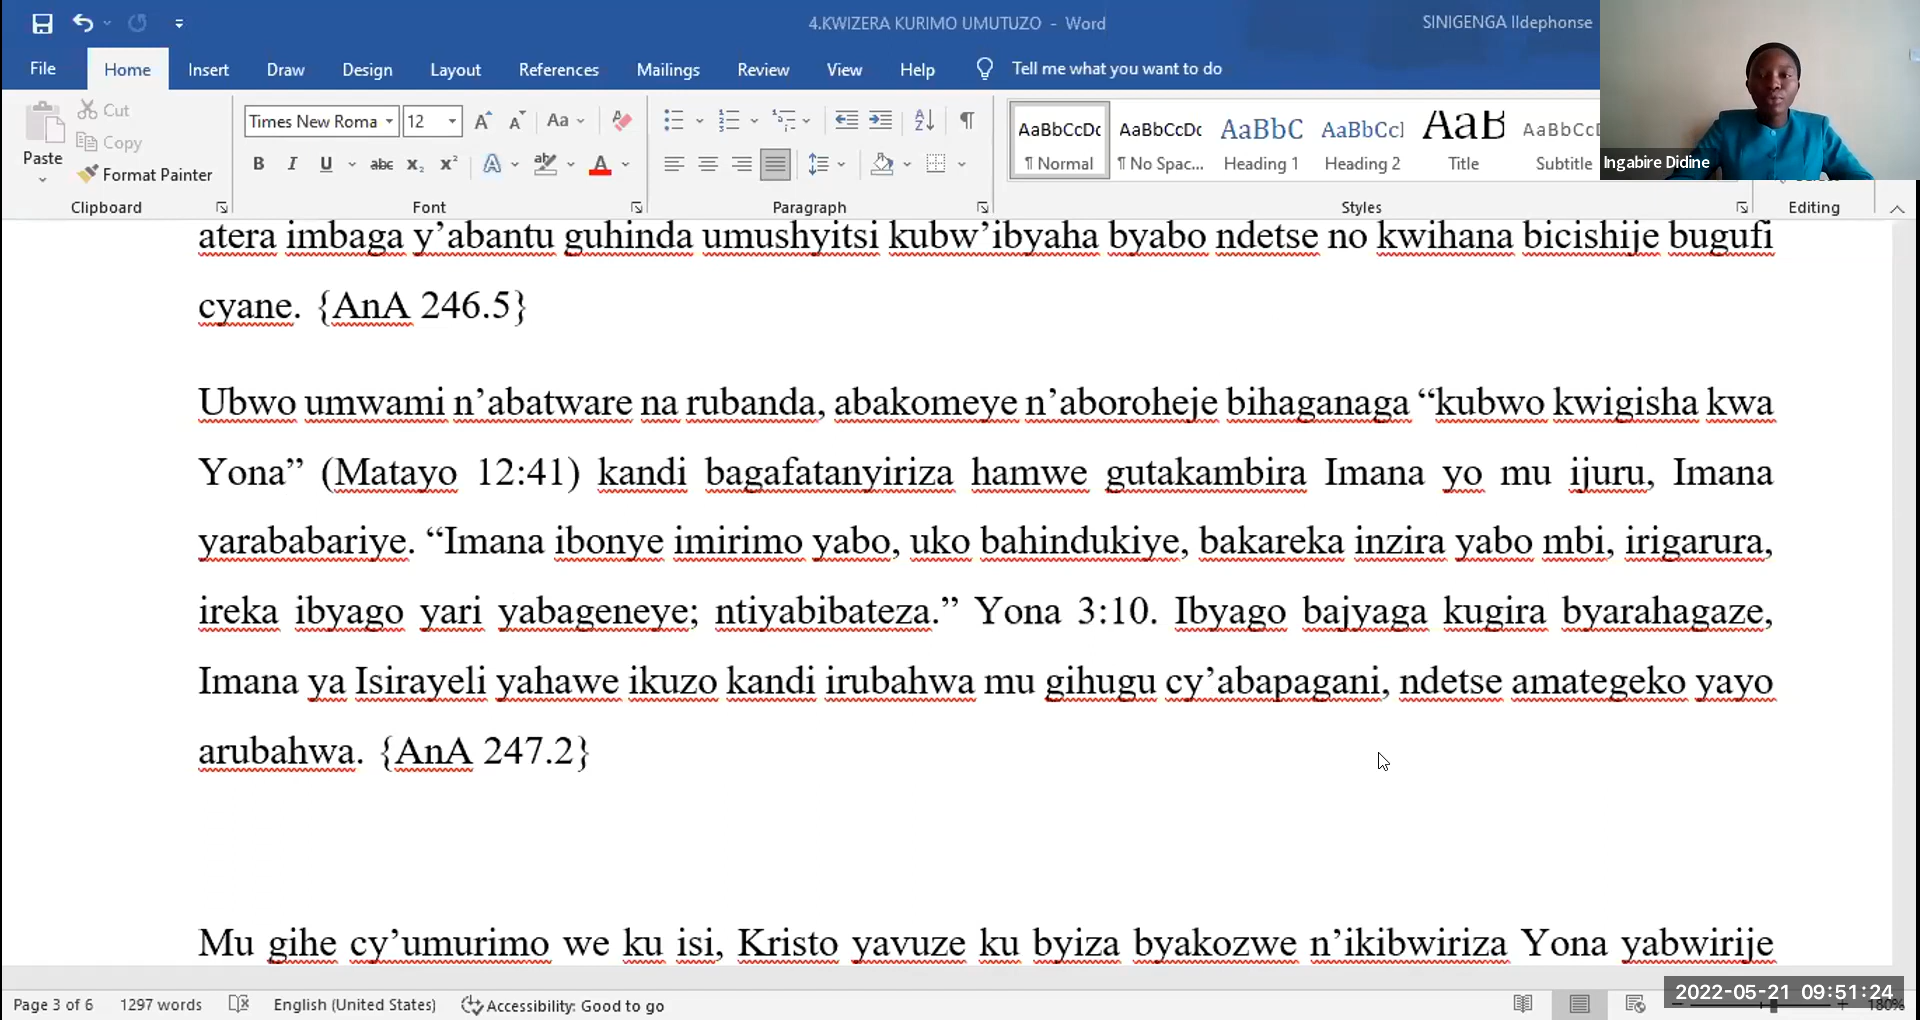 4.KWIZERA KURIMO UMUTUZO - Word
SINIGENGA Ildephonse
File Home Insert Draw Design Layout References Mailings Review View Help Tell me what you want to do
Cut
Copy
Paste
Format Painter
Clipboard
Times New Roma 12
Font
Paragraph
AaBbCcDc AaBbCcDc AaBbC AaBbCcl AaB
¶ Normal ¶ No Spac... Heading 1 Heading 2 Title Subtitle
Styles
Editing
Ingabire Didine
atera imbaga y’abantu guhinda umushyitsi kubw’ibyaha byabo ndetse no kwihana bicishije bugufi
cyane. {AnA 246.5}
Ubwo umwami n’abatware na rubanda, abakomeye n’aboroheje bihaganaga “kubwo kwigisha kwa
Yona” (Matayo 12:41) kandi bagafatanyiriza hamwe gutakambira Imana yo mu ijuru, Imana
yarababariye. “Imana ibonye imirimo yabo, uko bahindukiye, bakareka inzira yabo mbi, irigarura,
ireka ibyago yari yabageneye; ntiyabibateza.” Yona 3:10. Ibyago bajyaga kugira byarahagaze,
Imana ya Isirayeli yahawe ikuzo kandi irubahwa mu gihugu cy’abapagani, ndetse amategeko yayo
arubahwa. {AnA 247.2}
Mu gihe cy’umurimo we ku isi, Kristo yavuze ku byiza byakozwe n’ikibwiriza Yona yabwirije
Page 3 of 6 1297 words English (United States) Accessibility: Good to go
2022-05-21 09:51:24
180%